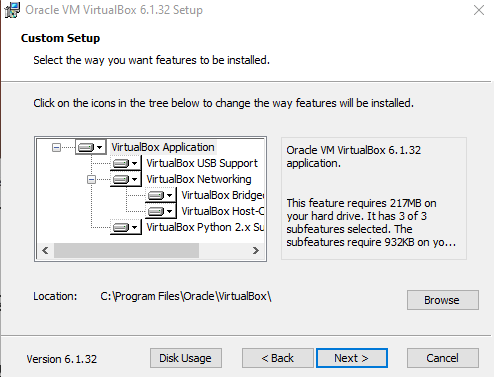 Oracle VM VirtualBox 6.1.32 Setup
Custom Setup
Select the way you want features to be installed.
Click on the icons in the tree below to change the way features will be installed.
VirtualBox Application
VirtualBox USB Support
VirtualBox Networking
VirtualBox Bridge
VirtualBox Host-C
VirtualBox Python 2.x Su
Oracle VM VirtualBox 6.1.32
application.
This feature requires 217MB on
your hard drive. It has 3 of 3
subfeatures selected. The
subfeatures require 932KB on yo...
Location: C:\Program Files\Oracle\VirtualBox\
Browse
Version 6.1.32 Disk Usage < Back Next > Cancel